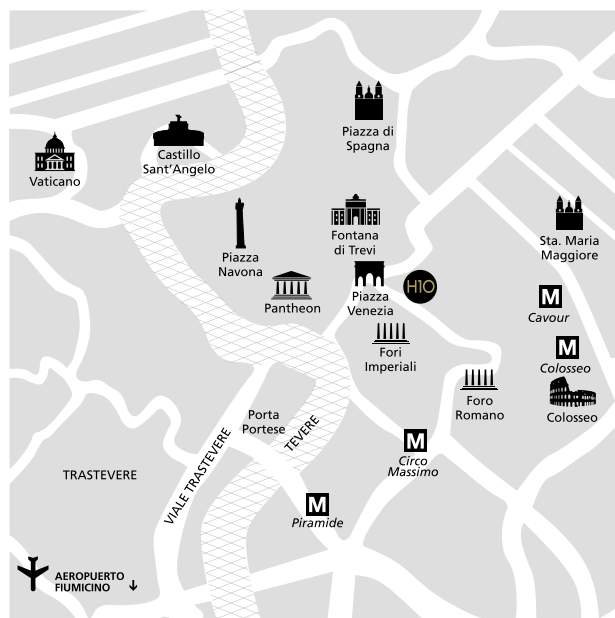 Piazza di
Spagna
Castillo
Sant'Angelo
Vaticano
Fontana
di Trevi
Sta. Maria
Maggiore
Piazza
Navona
H10
Piazza
Venezia
Pantheon
M
Cavour
Fori
Imperiali
M
Colosseo
Foro
Romano
Colosseo
Porta
Portese
TEVERE
VIALE TRASTEVERE
M
Circo
Massimo
TRASTEVERE
M
Piramide
AEROPUERTO
FIUMICINO